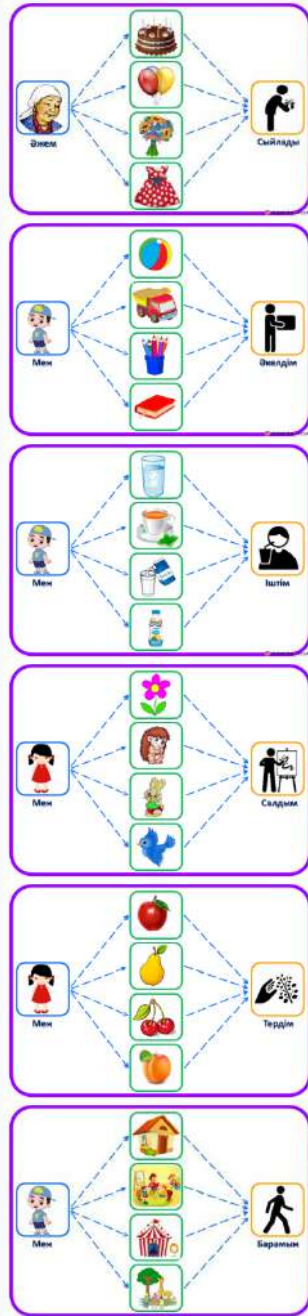 Әжем
Сыйлады
Мен
Әкелдім
Мен
Іштім
Мен
Салдым
Мен
Тердім
Мен
Барамын